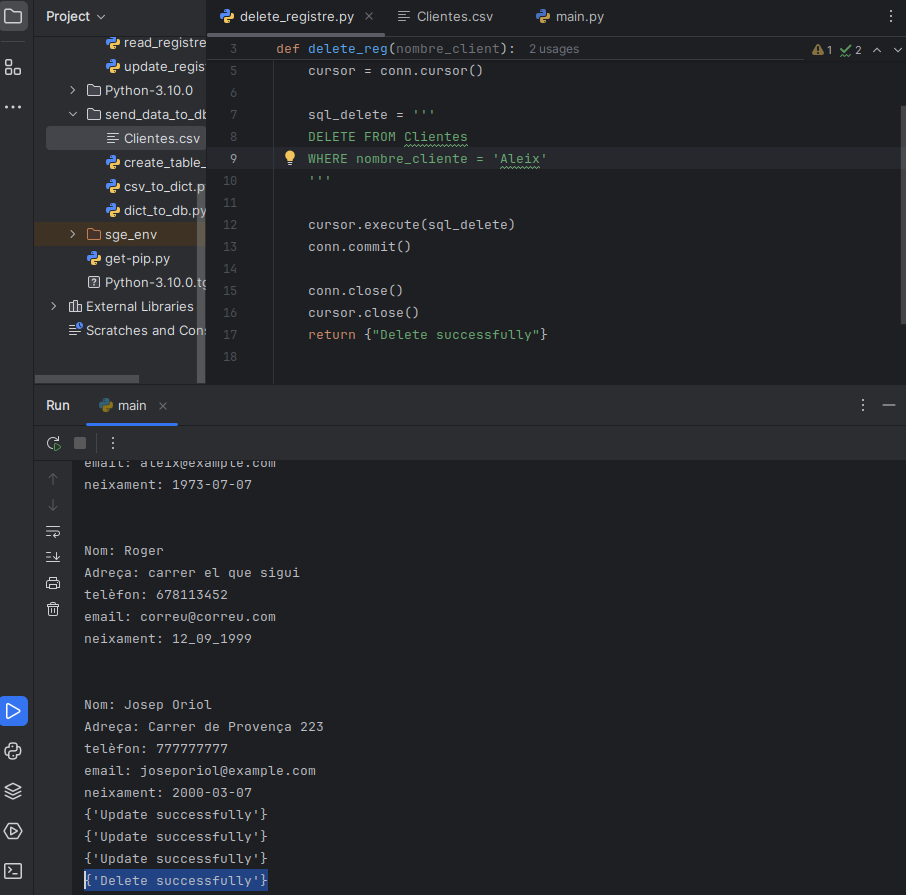 Project
delete_registre.py
Clientes.csv
main.py
read_registre
update_regist
Python-3.10.0
send_data_to_db
Clientes.csv
create_table_
csv_to_dict.p
dict_to_db.py
sge_env
get-pip.py
Python-3.10.0.tg
External Libraries
Scratches and Cons
3 def delete_reg(nombre_client): 2 usages
1 2
5 cursor = conn.cursor()
6
7 sql_delete = '''
8 DELETE FROM Clientes
9 WHERE nombre_cliente = 'Aleix'
10 '''
11
12 cursor.execute(sql_delete)
13 conn.commit()
14
15 conn.close()
16 cursor.close()
17 return {"Delete successfully"}
18
Run
main
email: aleix@example.com
neixament: 1973-07-07
Nom: Roger
Adreça: carrer el que sigui
telèfon: 678113452
email: correu@correu.com
neixament: 12_09_1999
Nom: Josep Oriol
Adreça: Carrer de Provença 223
telèfon: 777777777
email: joseporiol@example.com
neixament: 2000-03-07
{'Update successfully'}
{'Update successfully'}
{'Update successfully'}
{'Delete successfully'}